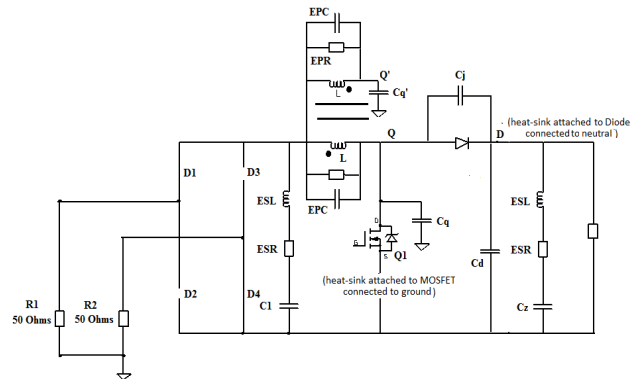 EPC
EPR
L
Q'
Cq'
Cj
(heat-sink attached to Diode
connected to neutral)
Q
D
L
D1
D3
ESL
EPC
ESR
D
G
S
Q1
Cq
Cd
ESL
ESR
(heat-sink attached to MOSFET
connected to ground)
D2
D4
C1
Cz
R1
50 Ohms
R2
50 Ohms